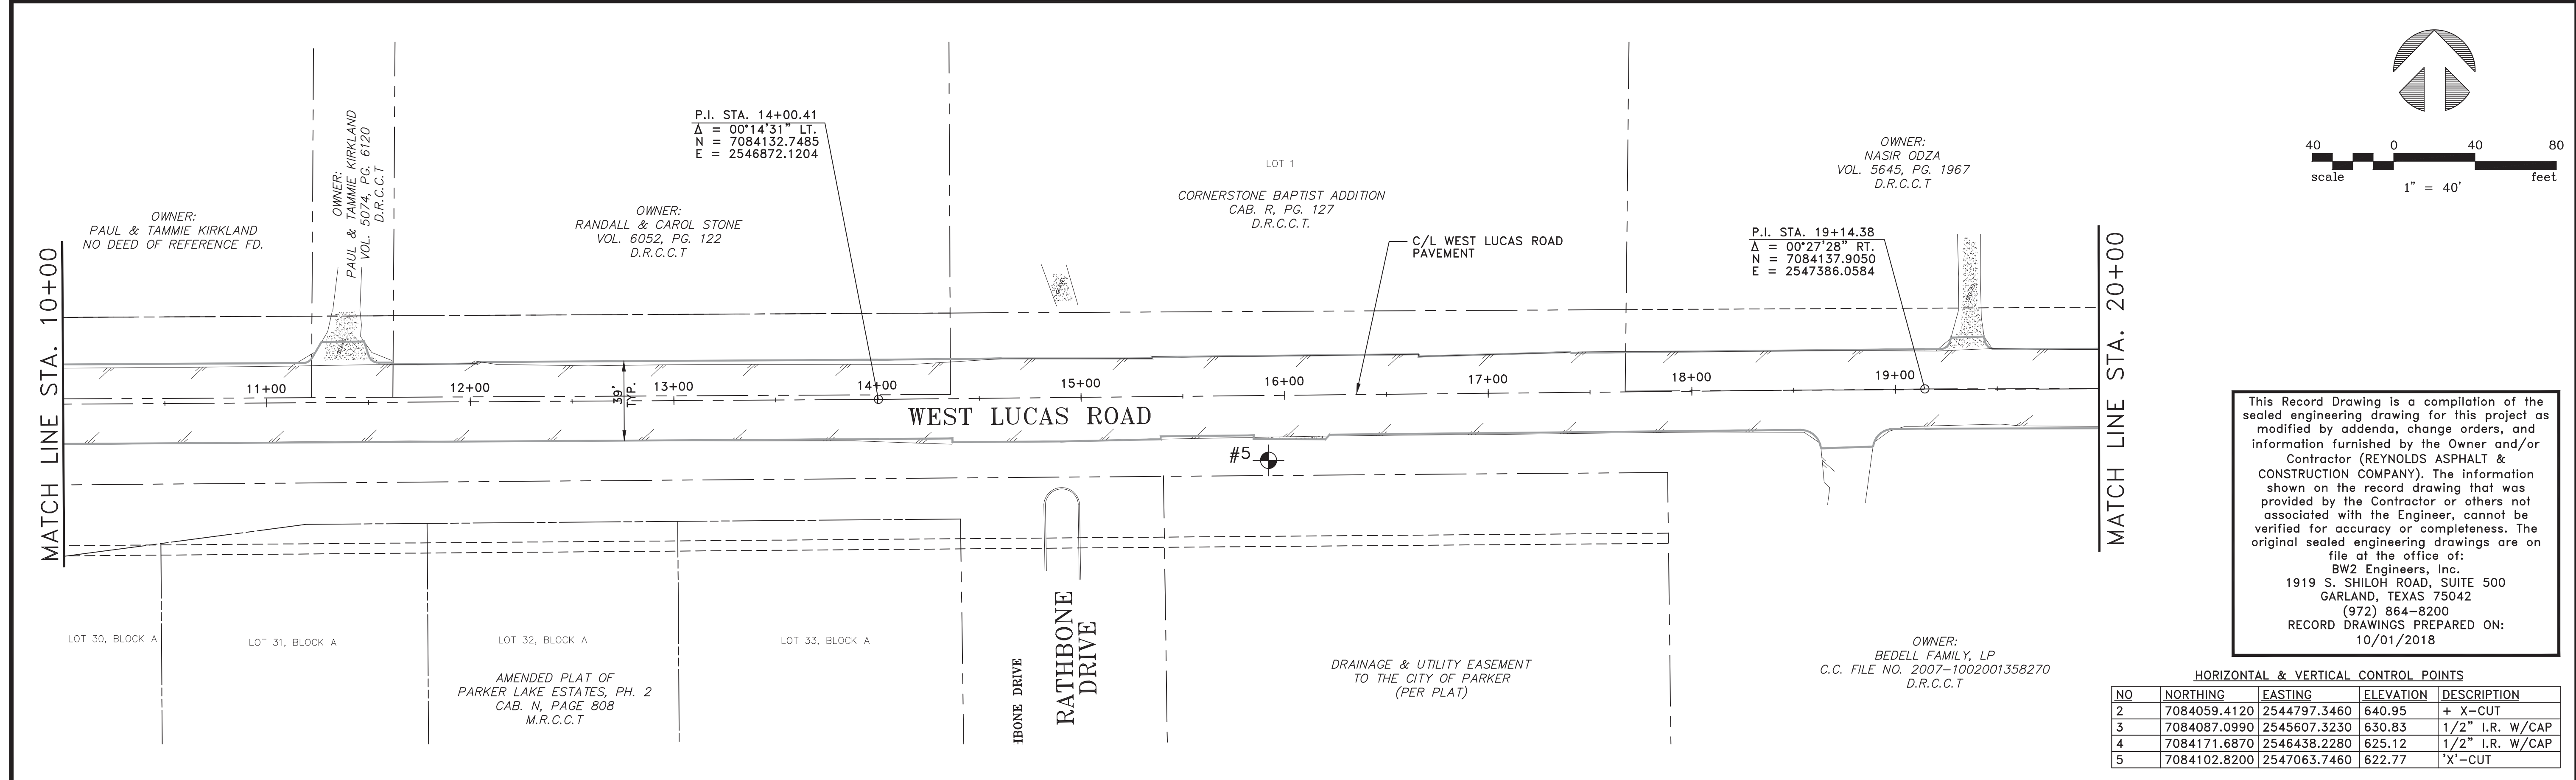 MATCH LINE STA. 10+00
OWNER:
PAUL & TAMMIE KIRKLAND
NO DEED OF REFERENCE FD.
OWNER:
PAUL & TAMMIE KIRKLAND
VOL. 5074, PG. 6120
D.R.C.C.T
OWNER:
RANDALL & CAROL STONE
VOL. 6052, PG. 122
D.R.C.C.T
P.I. STA. 14+00.41
Δ = 00°14'31" LT.
N = 7084132.7485
E = 2546872.1204
LOT 1
CORNERSTONE BAPTIST ADDITION
CAB. R, PG. 127
D.R.C.C.T.
C/L WEST LUCAS ROAD
PAVEMENT
OWNER:
NASIR ODZA
VOL. 5645, PG. 1967
D.R.C.C.T
P.I. STA. 19+14.38
Δ = 00°27'28" RT.
N = 7084137.9050
E = 2547386.0584
MATCH LINE STA. 20+00
40 0 40 80
scale feet
1" = 40'
11+00
12+00
39'
TYP.
13+00
14+00
15+00
16+00
17+00
18+00
19+00
WEST LUCAS ROAD
#5
LOT 30, BLOCK A
LOT 31, BLOCK A
LOT 32, BLOCK A
LOT 33, BLOCK A
AMENDED PLAT OF
PARKER LAKE ESTATES, PH. 2
CAB. N, PAGE 808
M.R.C.C.T
HBONE DRIVE
RATHBONE
DRIVE
DRAINAGE & UTILITY EASEMENT
TO THE CITY OF PARKER
(PER PLAT)
OWNER:
BEDELL FAMILY, LP
C.C. FILE NO. 2007-1002001358270
D.R.C.C.T
This Record Drawing is a compilation of the
sealed engineering drawing for this project as
modified by addenda, change orders, and
information furnished by the Owner and/or
Contractor (REYNOLDS ASPHALT &
CONSTRUCTION COMPANY). The information
shown on the record drawing that was
provided by the Contractor or others not
associated with the Engineer, cannot be
verified for accuracy or completeness. The
original sealed engineering drawings are on
file at the office of:
BW2 Engineers, Inc.
1919 S. SHILOH ROAD, SUITE 500
GARLAND, TEXAS 75042
(972) 864-8200
RECORD DRAWINGS PREPARED ON:
10/01/2018
HORIZONTAL & VERTICAL CONTROL POINTS
NO NORTHING EASTING ELEVATION DESCRIPTION
2 7084059.4120 2544797.3460 640.95 + X-CUT
3 7084087.0990 2545607.3230 630.83 1/2" I.R. W/CAP
4 7084171.6870 2546438.2280 625.12 1/2" I.R. W/CAP
5 7084102.8200 2547063.7460 622.77 'X'-CUT